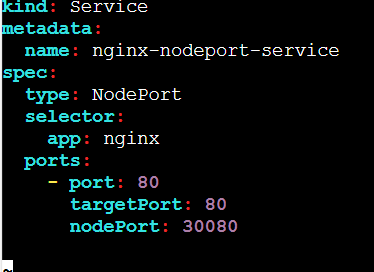 kind: Service
metadata:
  name: nginx-nodeport-service
spec:
  type: NodePort
  selector:
    app: nginx
  ports:
    - port: 80
      targetPort: 80
      nodePort: 30080
~